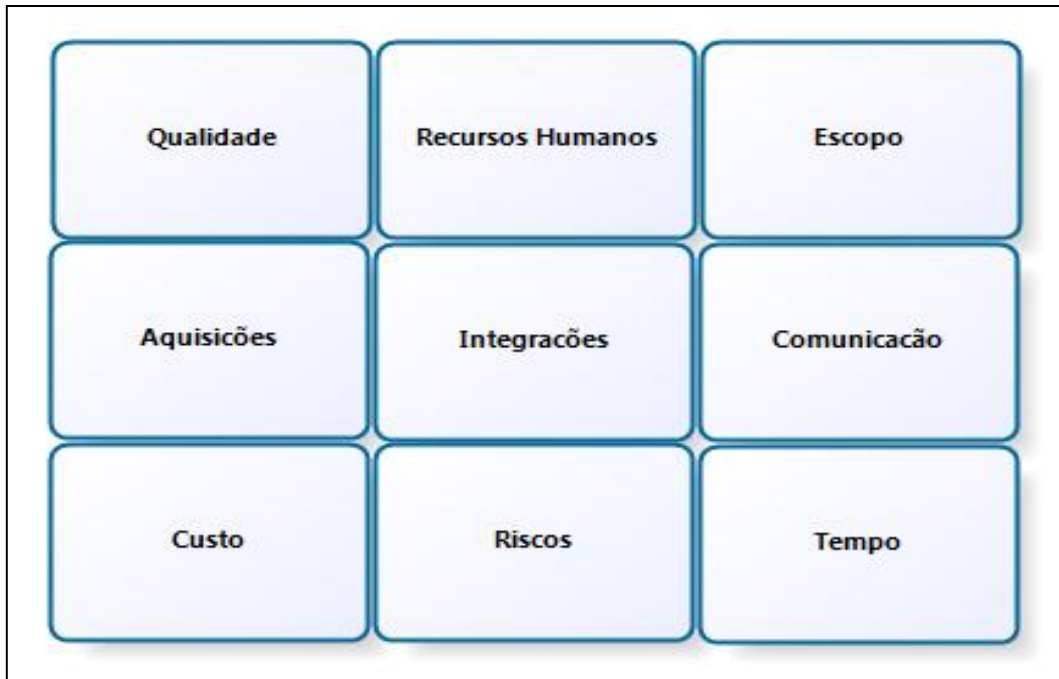 Qualidade
Recursos Humanos
Escopo
Aquisicões
Integracões
Comunicacão
Custo
Riscos
Tempo